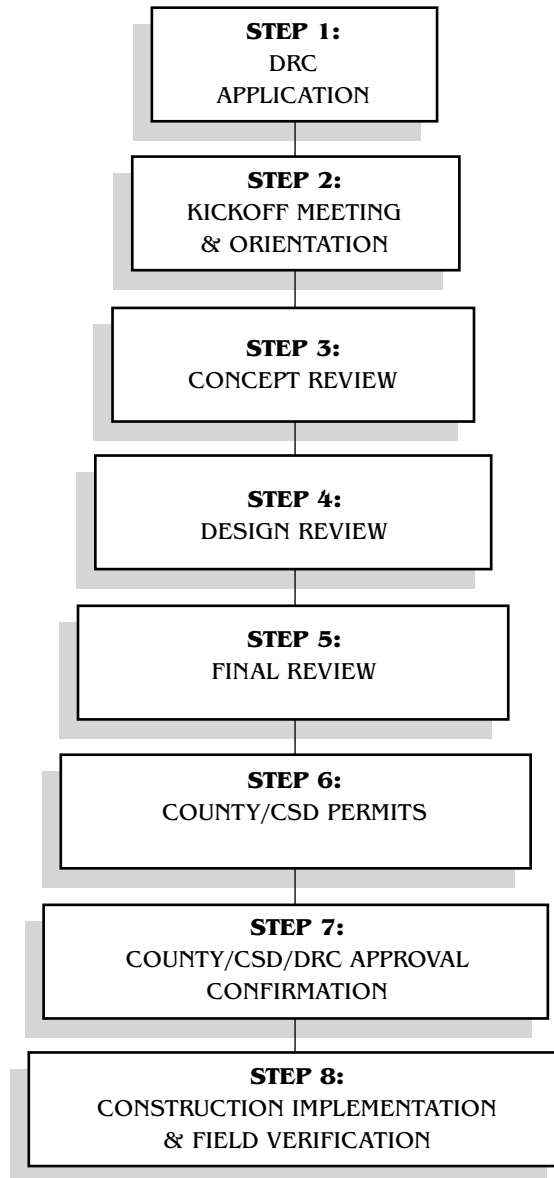 STEP 1:
DRC
APPLICATION
STEP 2:
KICKOFF MEETING
& ORIENTATION
STEP 3:
CONCEPT REVIEW
STEP 4:
DESIGN REVIEW
STEP 5:
FINAL REVIEW
STEP 6:
COUNTY/CSD PERMITS
STEP 7:
COUNTY/CSD/DRC APPROVAL
CONFIRMATION
STEP 8:
CONSTRUCTION IMPLEMENTATION
& FIELD VERIFICATION